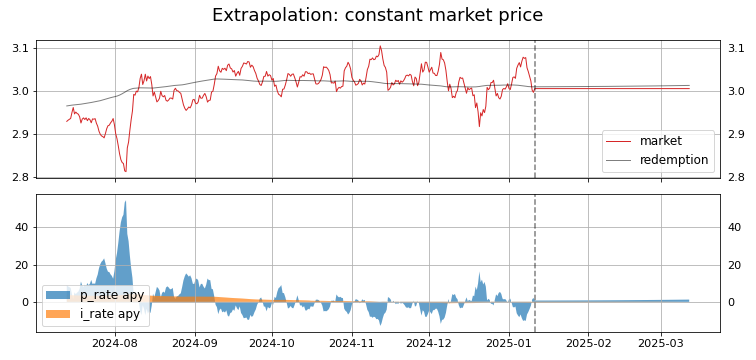 Extrapolation: constant market price
3.1
3.1
3.0
3.0
2.9
2.9
2.8
2.8
market
redemption
40
40
20
20
0
0
p_rate apy
i_rate apy
2024-08 2024-09 2024-10 2024-11 2024-12 2025-01 2025-02 2025-03